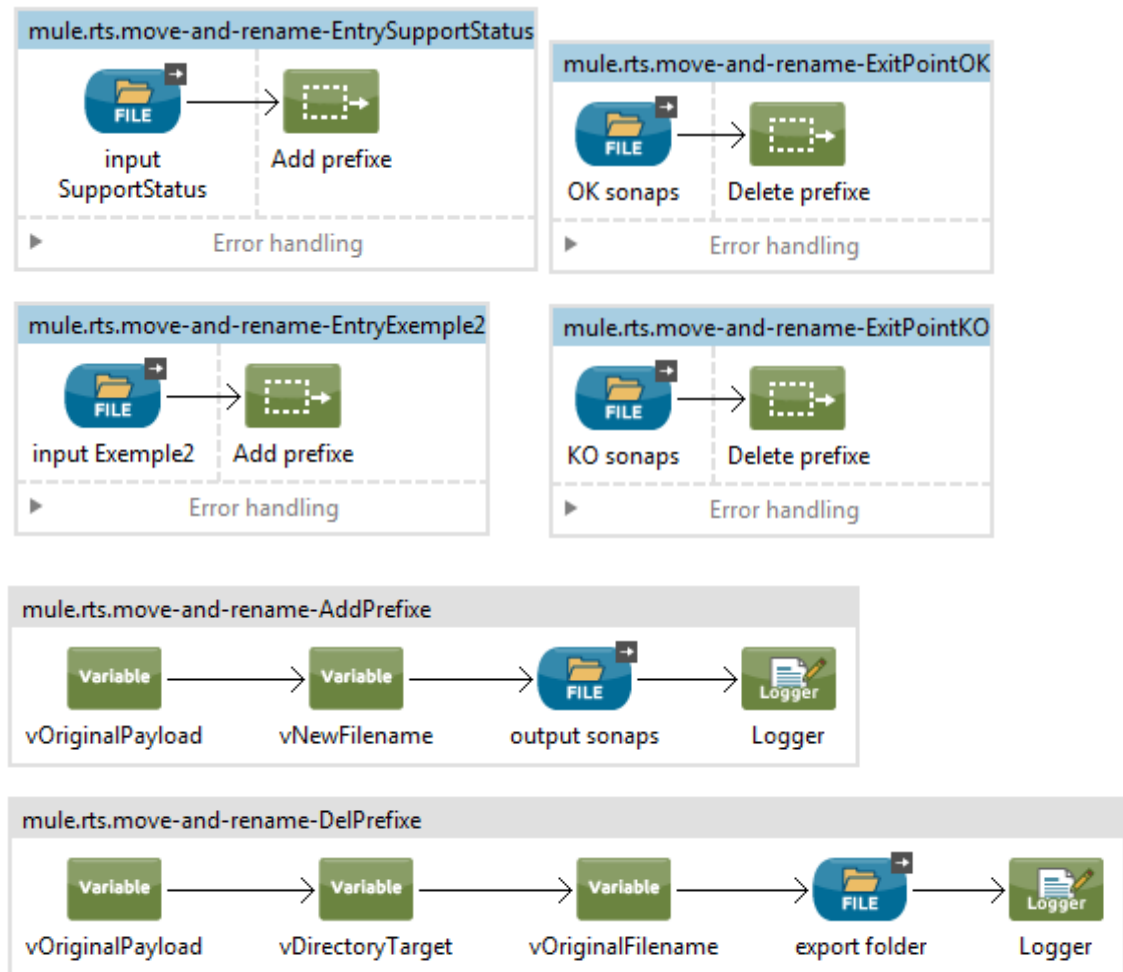 mule.rts.move-and-rename-EntrySupportStatus
FILE
input
SupportStatus
Add prefixe
Error handling
mule.rts.move-and-rename-ExitPointOK
FILE
OK sonaps
Delete prefixe
Error handling
mule.rts.move-and-rename-EntryExemple2
FILE
input Exemple2
Add prefixe
Error handling
mule.rts.move-and-rename-ExitPointKO
FILE
KO sonaps
Delete prefixe
Error handling
mule.rts.move-and-rename-AddPrefixe
Variable
Variable
FILE
Logger
vOriginalPayload
vNewFilename
output sonaps
Logger
mule.rts.move-and-rename-DelPrefixe
Variable
Variable
Variable
FILE
Logger
vOriginalPayload
vDirectoryTarget
vOriginalFilename
export folder
Logger